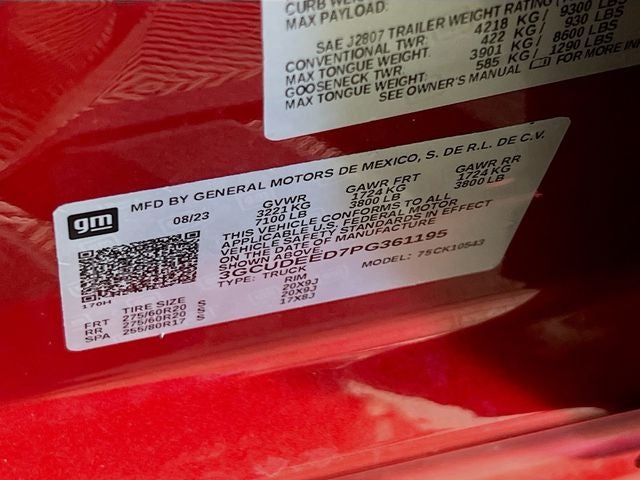 CURB WEIGHT
MAX PAYLOAD:
SAE J2807 TRAILER WEIGHT RATING
CONVENTIONAL TWR: 4218 KG/ 9300 LBS
MAX TONGUE WEIGHT: 422 KG/ 930 LBS
GOOSENECK TWR: 3901 KG/ 8600 LBS
MAX TONGUE WEIGHT: 585 KG/ 1290 LBS
SEE OWNER'S MANUAL FOR MORE
gm
MFD BY GENERAL MOTORS DE MEXICO, S. DE R.L. DE C.V.
08/23 GVWR GAWR FRT GAWR RR
3221 KG 1724 KG 1724 KG
7100 LB 3800 LB 3800 LB
THIS VEHICLE CONFORMS TO ALL
APPLICABLE U.S. FEDERAL MOTOR
VEHICLE SAFETY STANDARDS IN EFFECT
ON THE DATE OF MANUFACTURE
SHOWN ABOVE.
3GCUDEED7PG361195
TYPE: TRUCK MODEL: 75CK10543
170H
TIRE SIZE RIM
FRT 275/60R20 S 20X9J
RR 275/60R20 S 20X9J
SPA 255/80R17 S 17X8J